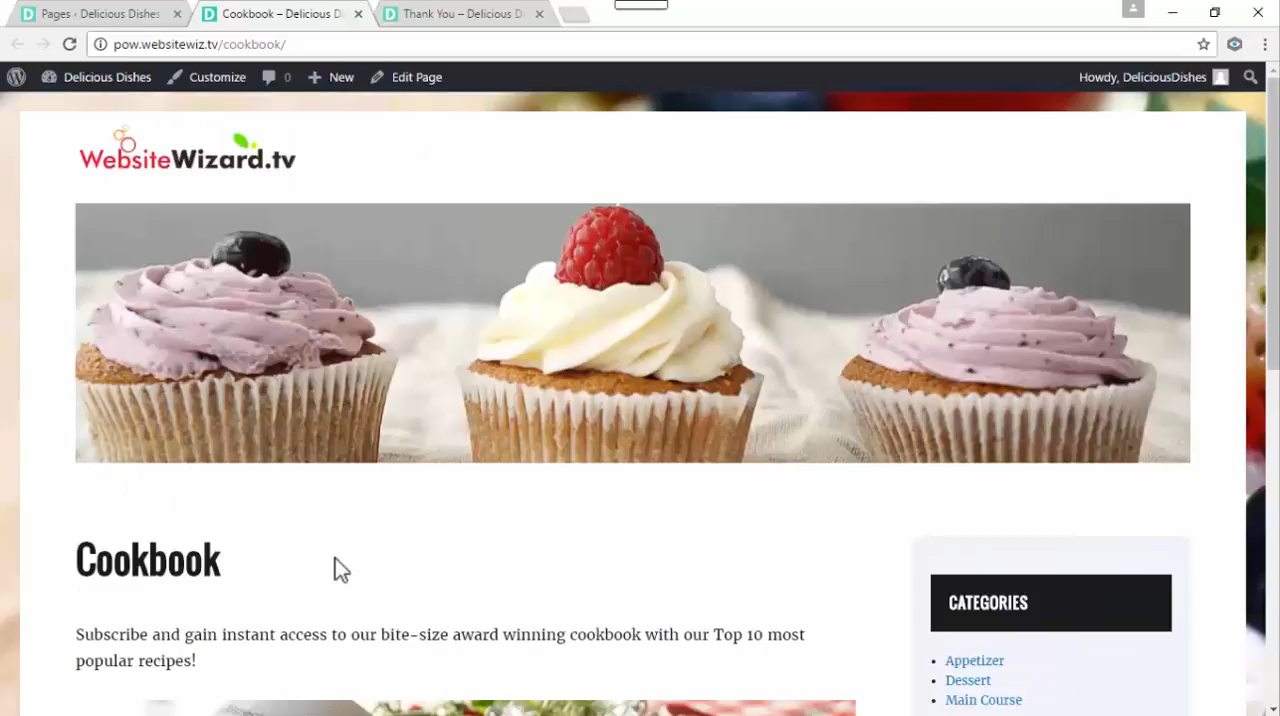 Pages ‹ Delicious Dishes
Cookbook – Delicious Di
Thank You – Delicious D
pow.websitewiz.tv/cookbook/
Delicious Dishes Customize 0 New Edit Page Howdy, DeliciousDishes
WebsiteWizard.tv
Cookbook
Subscribe and gain instant access to our bite-size award winning cookbook with our Top 10 most
popular recipes!
CATEGORIES
Appetizer
Dessert
Main Course